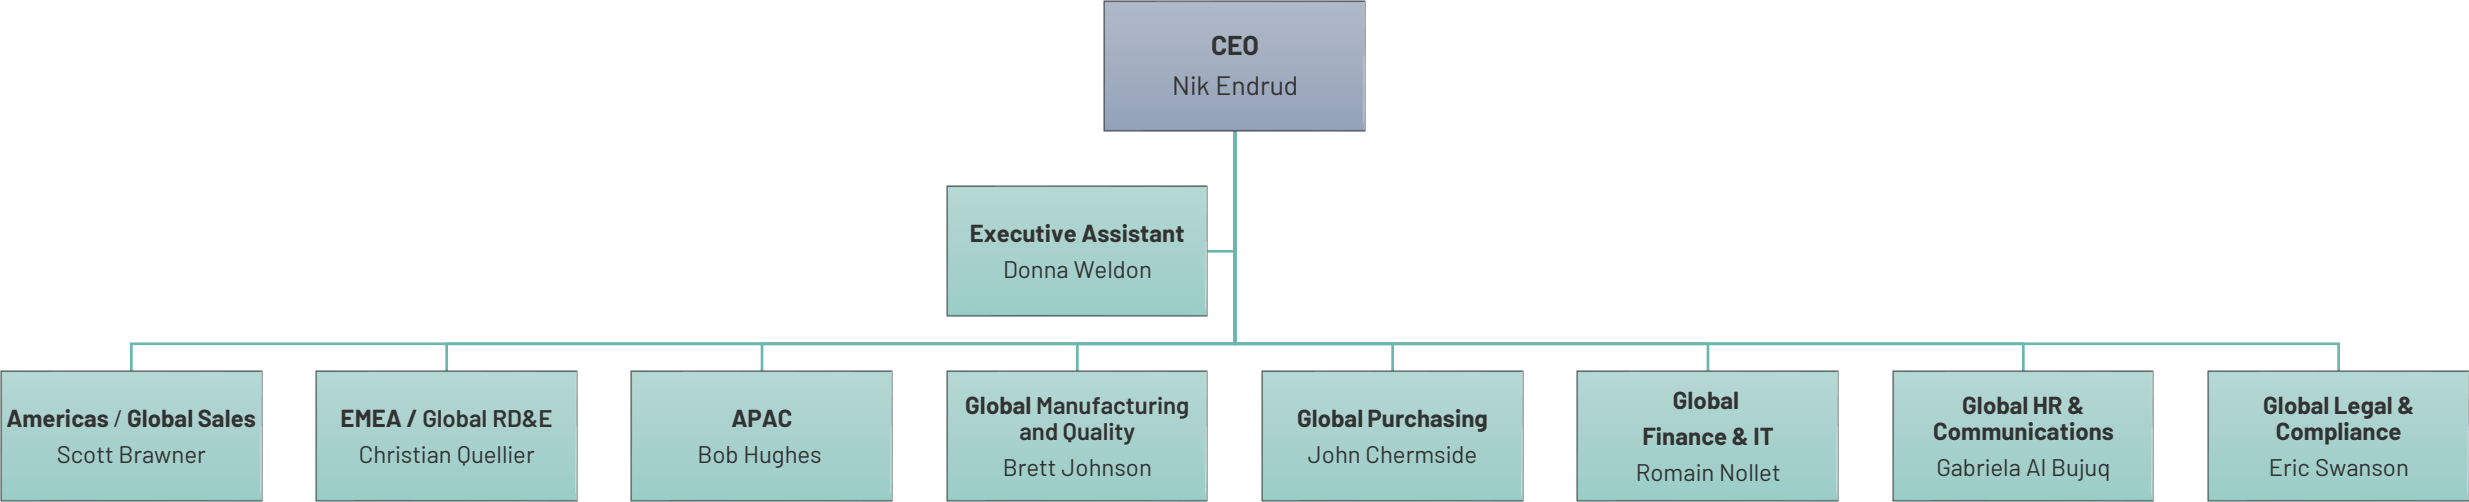 CEO
Nik Endrud
Executive Assistant
Donna Weldon
Americas / Global Sales
Scott Brawner
EMEA / Global RD&E
Christian Quellier
APAC
Bob Hughes
Global Manufacturing
and Quality
Brett Johnson
Global Purchasing
John Chermside
Global
Finance & IT
Romain Nollet
Global HR &
Communications
Gabriela Al Bujuq
Global Legal &
Compliance
Eric Swanson